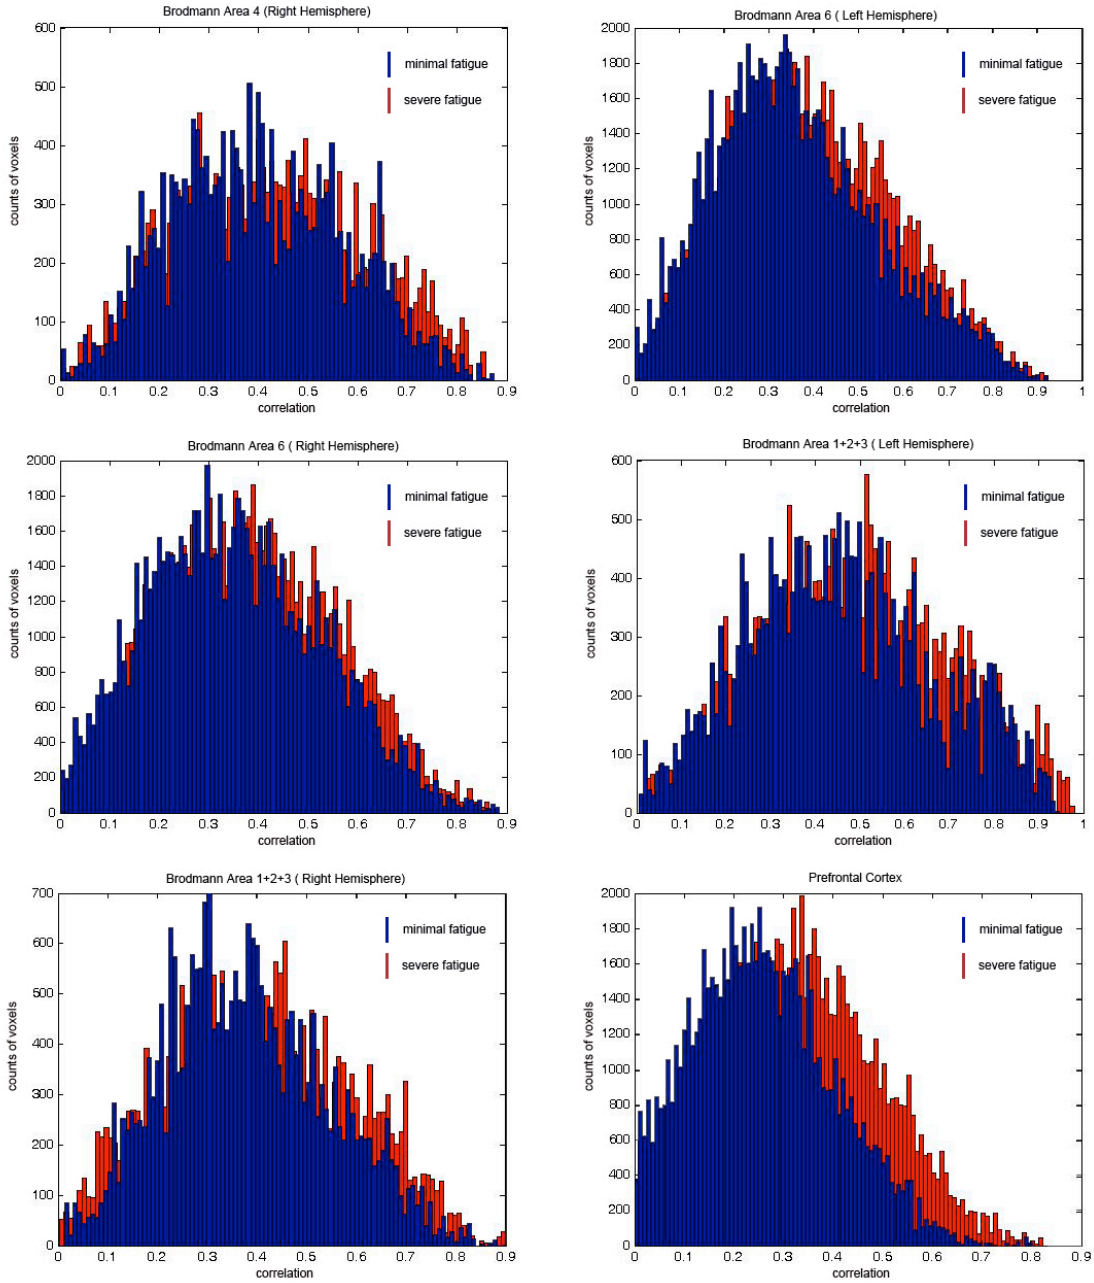 Brodmann Area 4 (Right Hemisphere)
600
500
400
300
200
100
0
counts of voxels
minimal fatigue
severe fatigue
0 0.1 0.2 0.3 0.4 0.5 0.6 0.7 0.8 0.9
correlation
Brodmann Area 6 ( Left Hemisphere)
2000
1800
1600
1400
1200
1000
800
600
400
200
0
counts of voxels
minimal fatigue
severe fatigue
0 0.1 0.2 0.3 0.4 0.5 0.6 0.7 0.8 0.9 1
correlation
Brodmann Area 6 ( Right Hemisphere)
2000
1800
1600
1400
1200
1000
800
600
400
200
0
counts of voxels
minimal fatigue
severe fatigue
0 0.1 0.2 0.3 0.4 0.5 0.6 0.7 0.8 0.9
correlation
Brodmann Area 1+2+3 ( Left Hemisphere)
600
500
400
300
200
100
0
counts of voxels
minimal fatigue
severe fatigue
0 0.1 0.2 0.3 0.4 0.5 0.6 0.7 0.8 0.9 1
correlation
Brodmann Area 1+2+3 ( Right Hemisphere)
700
600
500
400
300
200
100
0
counts of voxels
minimal fatigue
severe fatigue
0 0.1 0.2 0.3 0.4 0.5 0.6 0.7 0.8 0.9
correlation
Prefrontal Cortex
2000
1800
1600
1400
1200
1000
800
600
400
200
0
counts of voxels
minimal fatigue
severe fatigue
0 0.1 0.2 0.3 0.4 0.5 0.6 0.7 0.8 0.9
correlation